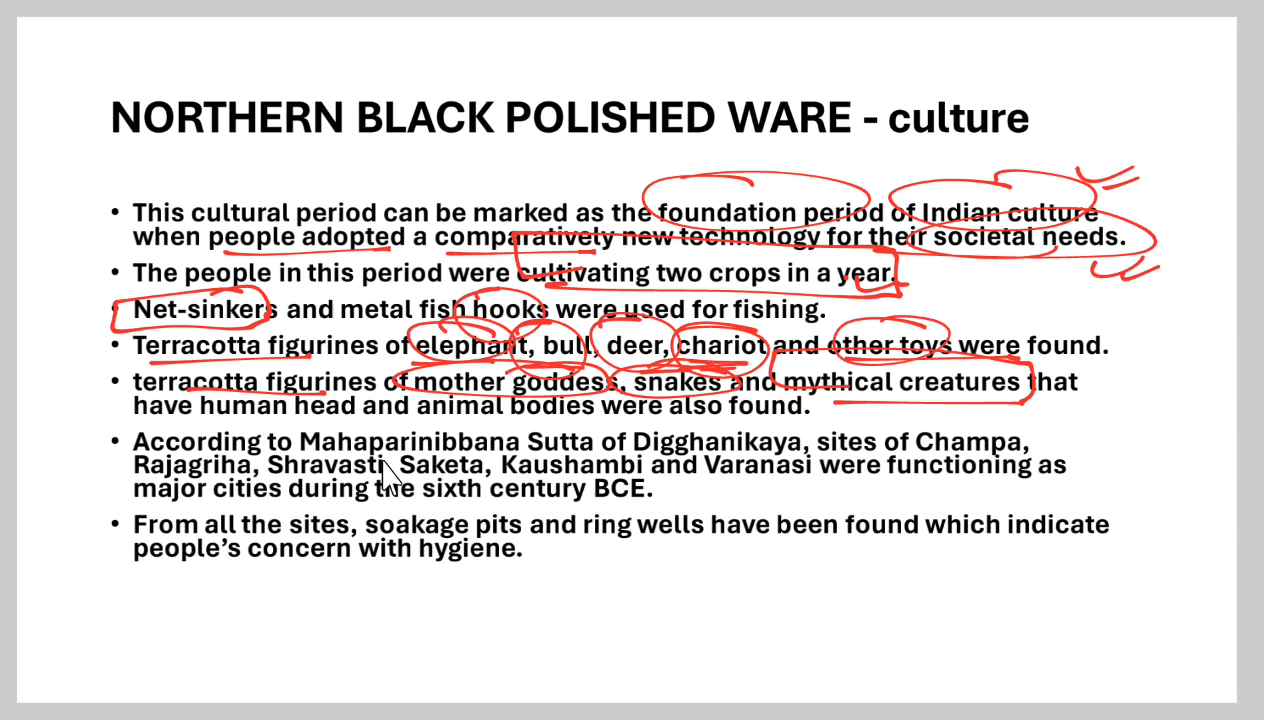 NORTHERN BLACK POLISHED WARE - culture
• This cultural period can be marked as the foundation period of Indian culture
when people adopted a comparatively new technology for their societal needs.
• The people in this period were cultivating two crops in a year.
• Net-sinkers and metal fish hooks were used for fishing.
• Terracotta figurines of elephant, bull, deer, chariot and other toys were found.
• terracotta figurines of mother goddess, snakes and mythical creatures that
have human head and animal bodies were also found.
• According to Mahaparinibbana Sutta of Digghanikaya, sites of Champa,
Rajagriha, Shravasti, Saketa, Kaushambi and Varanasi were functioning as
major cities during the sixth century BCE.
• From all the sites, soakage pits and ring wells have been found which indicate
people's concern with hygiene.